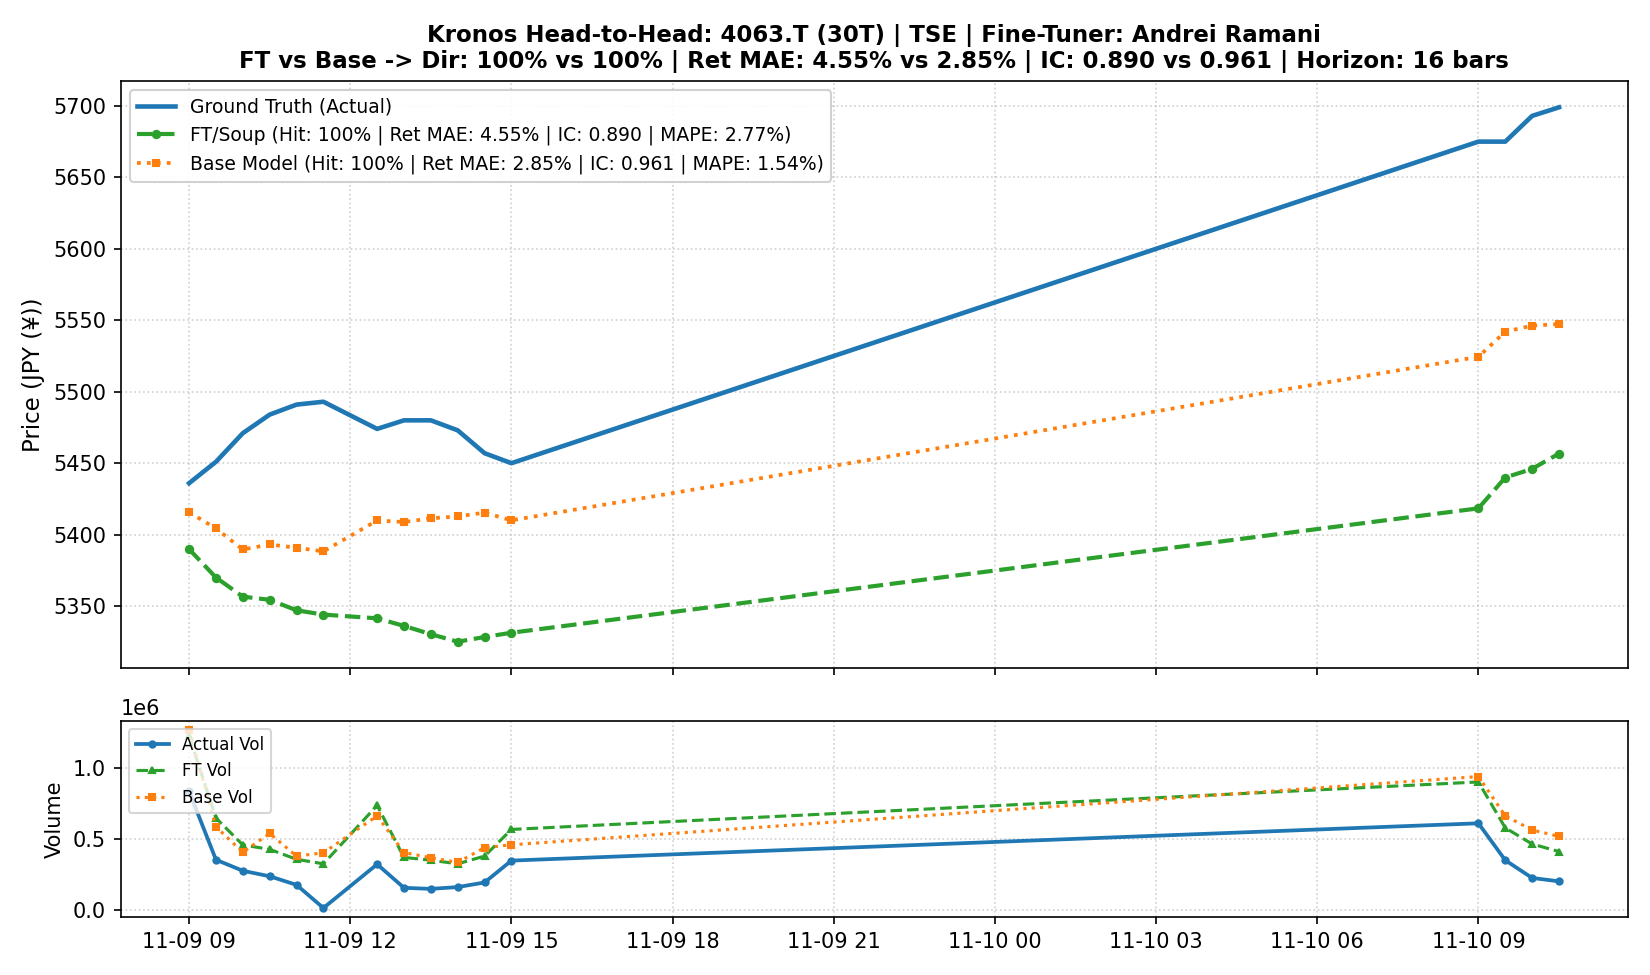 Kronos Head-to-Head: 4063.T (30T) | TSE | Fine-Tuner: Andrei Ramani
FT vs Base -> Dir: 100% vs 100% | Ret MAE: 4.55% vs 2.85% | IC: 0.890 vs 0.961 | Horizon: 16 bars
Ground Truth (Actual)
FT/Soup (Hit: 100% | Ret MAE: 4.55% | IC: 0.890 | MAPE: 2.77%)
Base Model (Hit: 100% | Ret MAE: 2.85% | IC: 0.961 | MAPE: 1.54%)
Price (JPY (¥))
5700
5650
5600
5550
5500
5450
5400
5350
1e6
Actual Vol
FT Vol
Base Vol
Volume
1.0
0.5
0.0
11-09 09
11-09 12
11-09 15
11-09 18
11-09 21
11-10 00
11-10 03
11-10 06
11-10 09